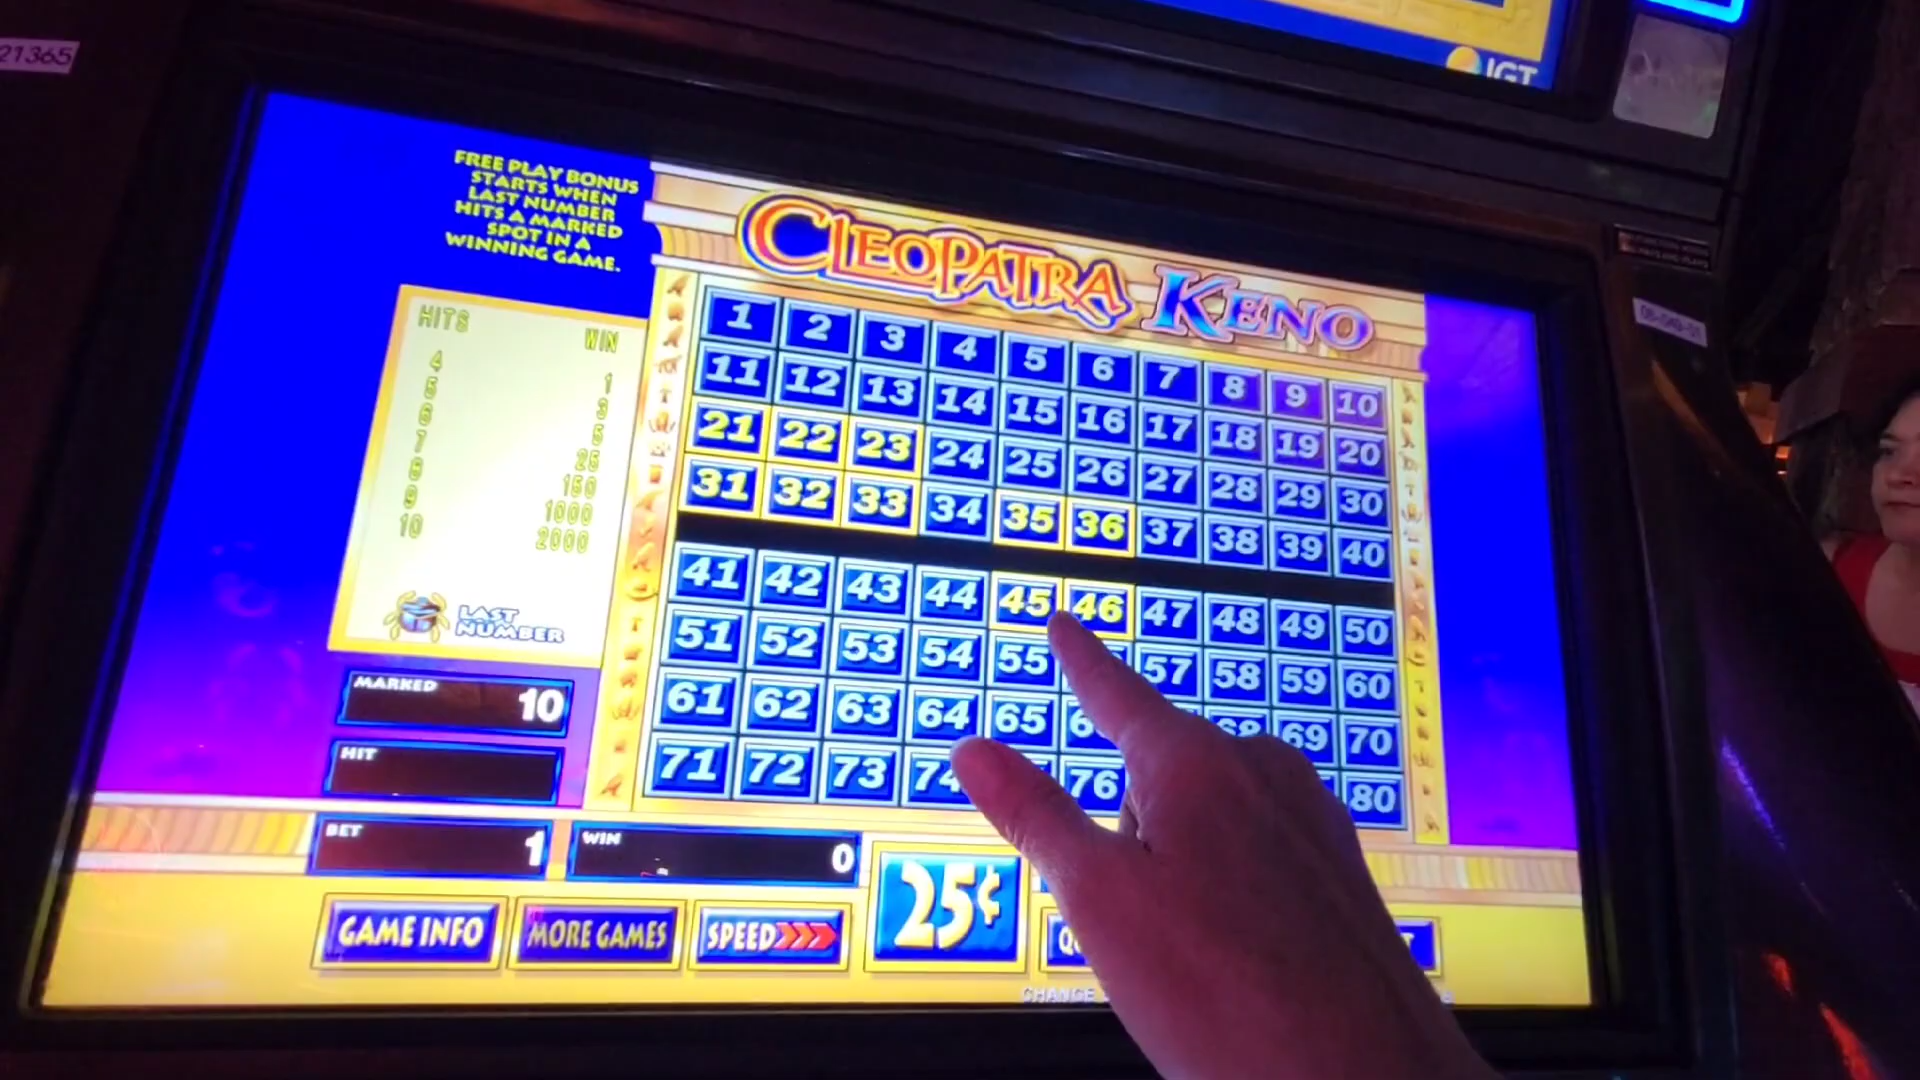 21365
IGT
FREE PLAY BONUS
STARTS WHEN
LAST NUMBER
HITS A MARKED
SPOT IN A
WINNING GAME.
CLEOPATRA KENO
HITS WIN
4 1
5 3
6 5
7 25
8 150
9 1000
10 2000
LAST
NUMBER
1 2 3 4 5 6 7 8 9 10
11 12 13 14 15 16 17 18 19 20
21 22 23 24 25 26 27 28 29 30
31 32 33 34 35 36 37 38 39 40
41 42 43 44 45 46 47 48 49 50
51 52 53 54 55 57 58 59 60
61 62 63 64 65 68 69 70
71 72 73 74 76 80
MARKED 10
HIT
BET 1
WIN 0
GAME INFO
MORE GAMES
SPEED
25¢
CHANGE